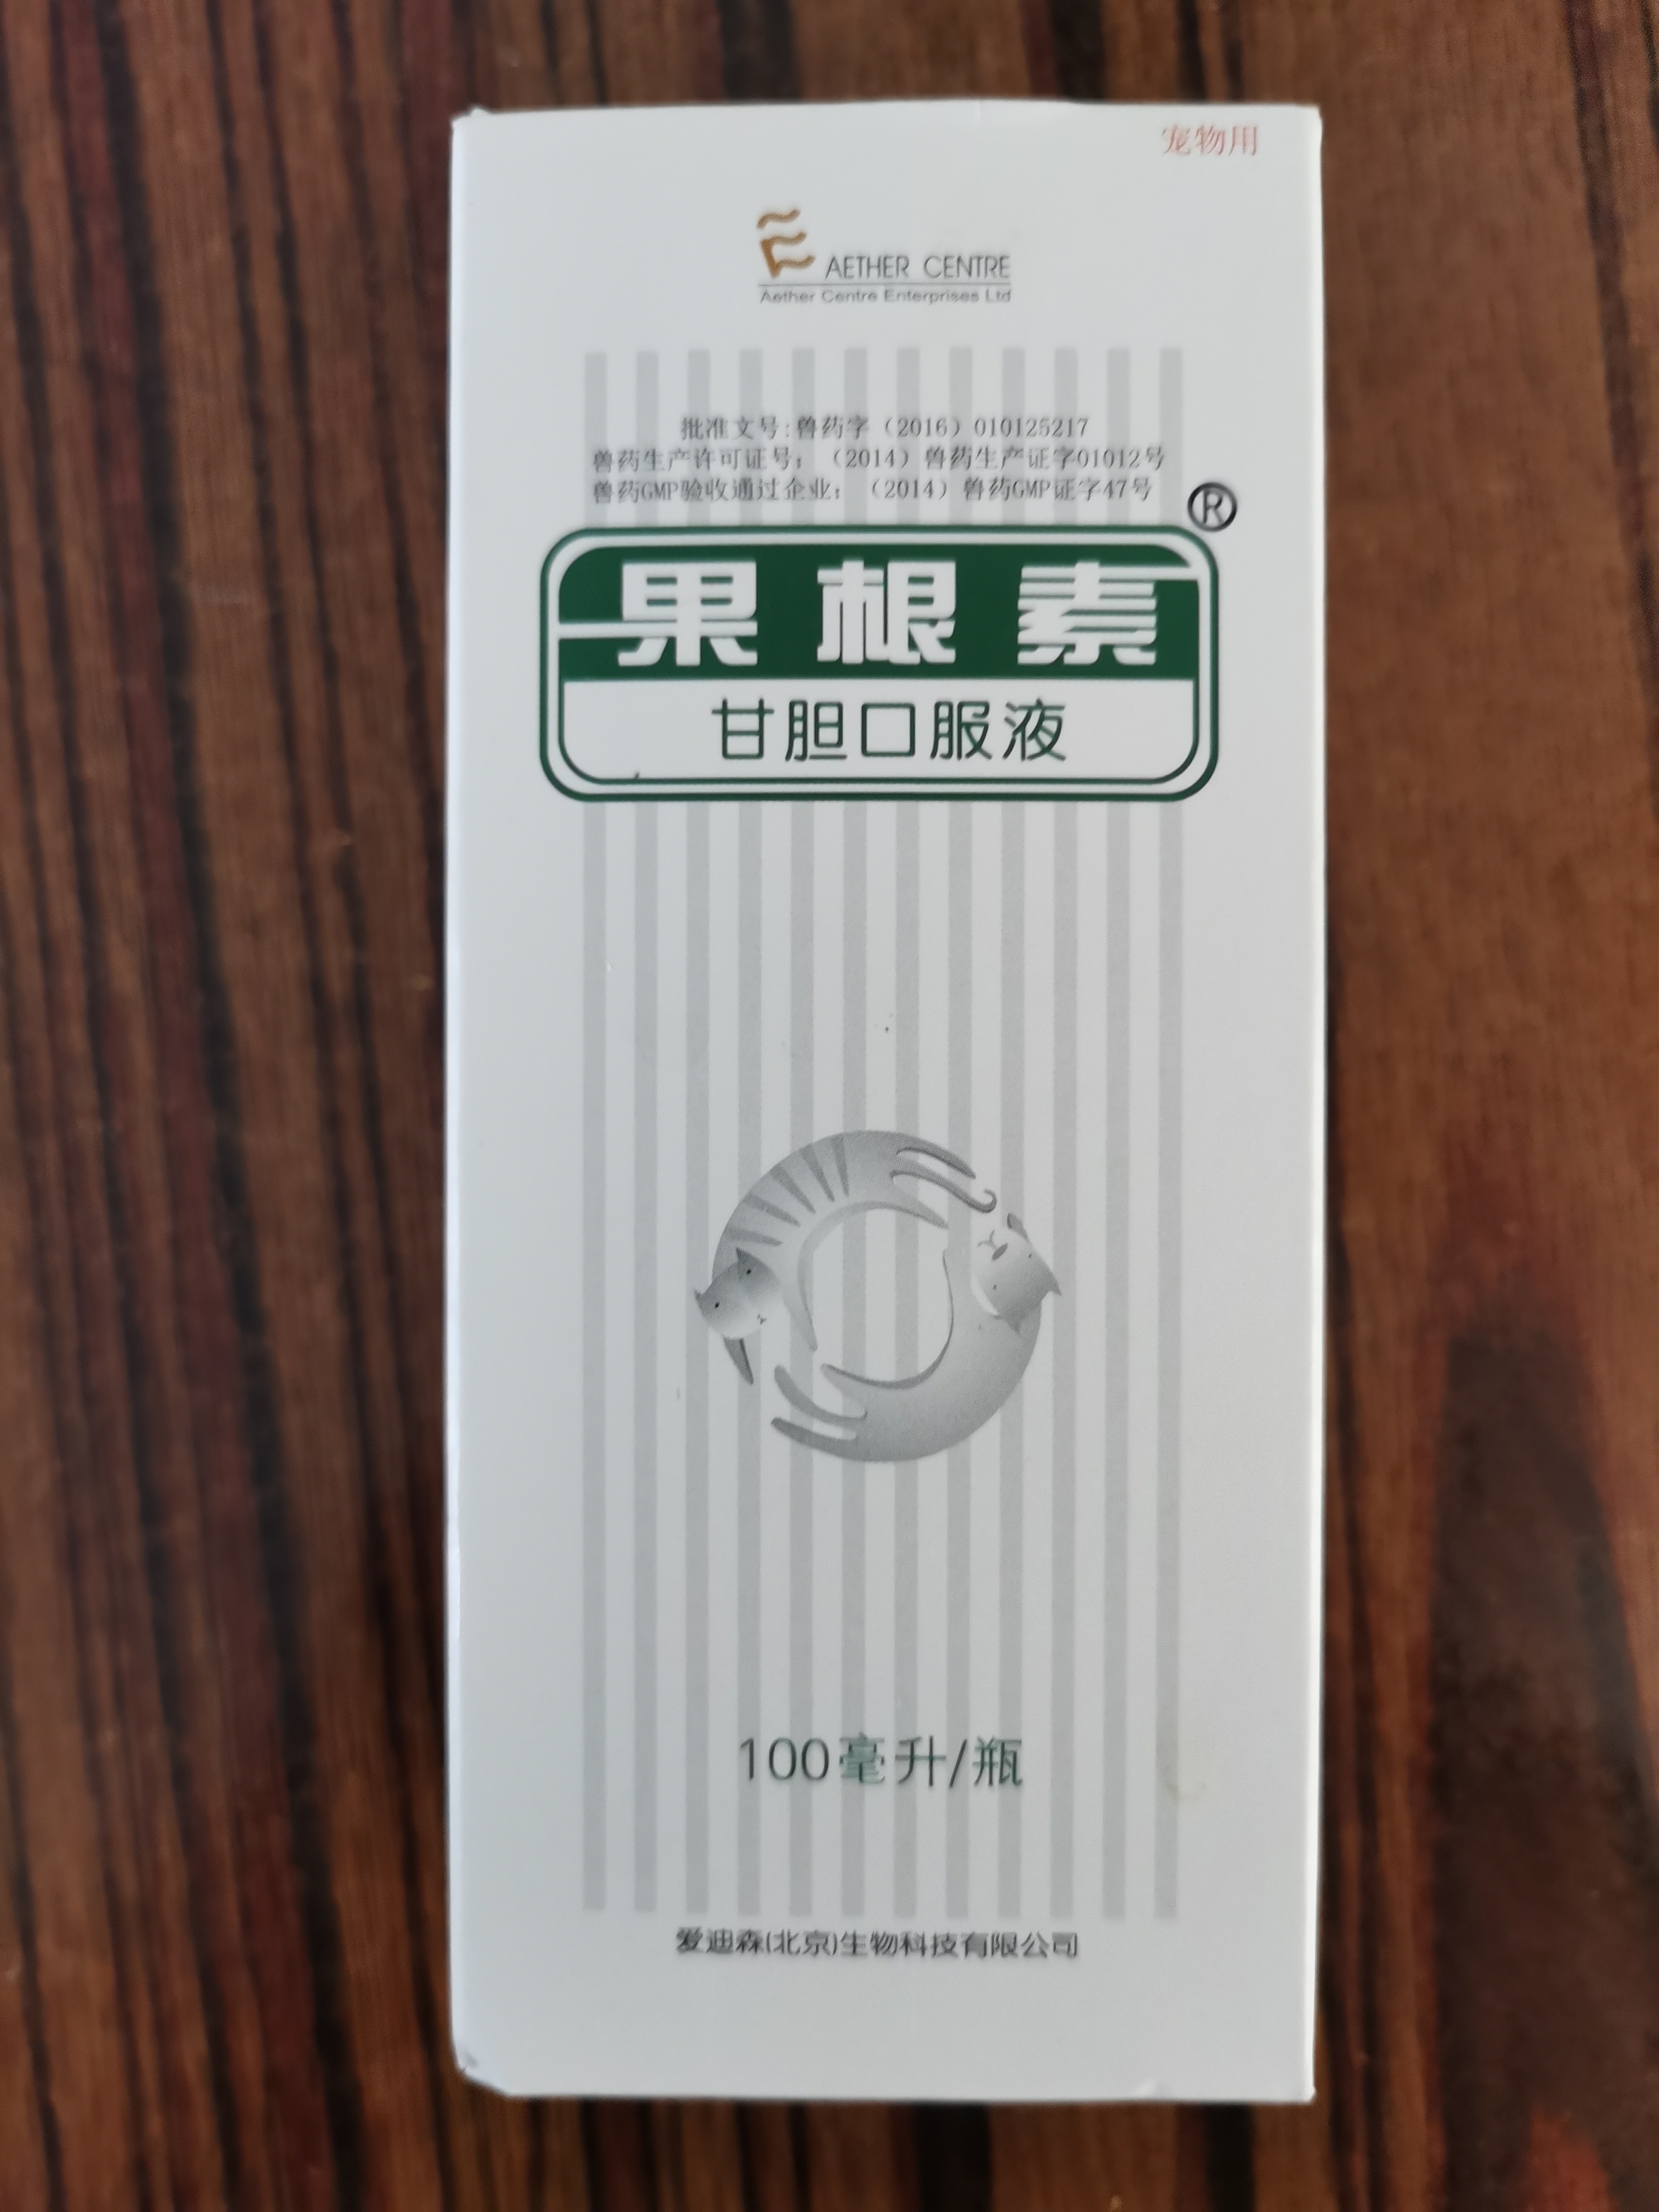 宠物用
AETHER CENTRE
Aether Centre Enterprises Ltd
批准文号:兽药字（2016）010125217
兽药生产许可证号：（2014）兽药生产证字01012号
兽药GMP验收通过企业：（2014）兽药GMP证字47号
®
果根素
甘胆口服液
100毫升/瓶
爱迪森(北京)生物科技有限公司